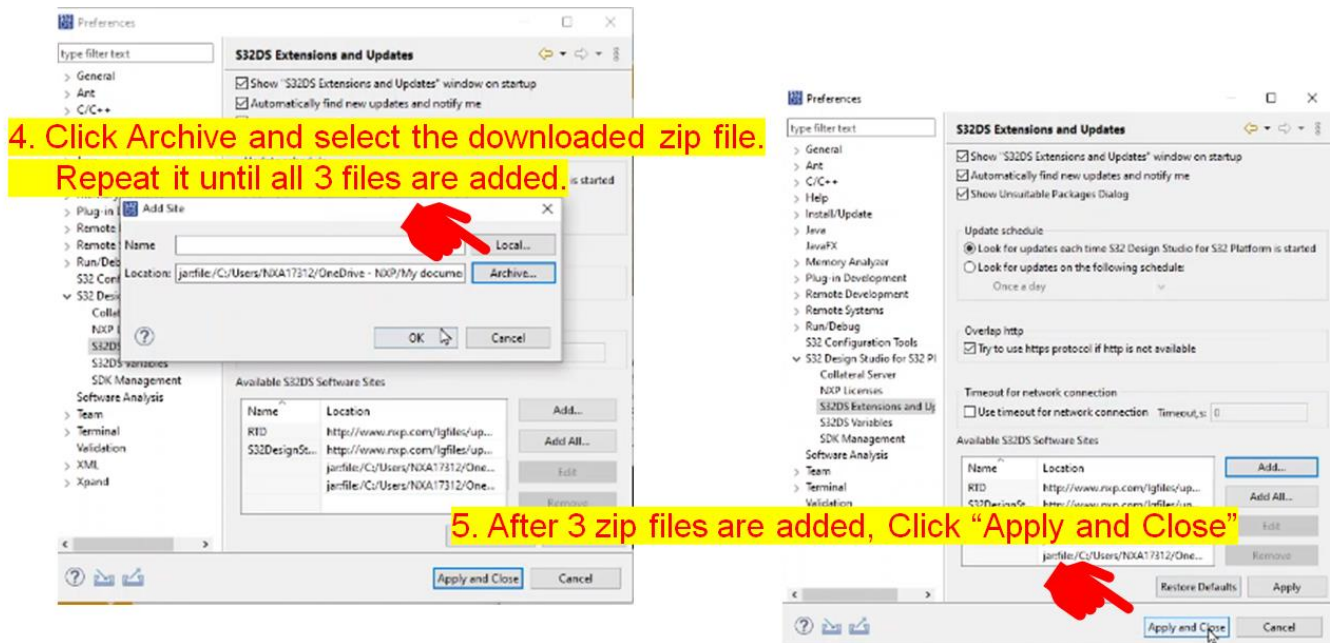 Preferences
type filter text
S32DS Extensions and Updates
General
Ant
C/C++
Show "S32DS Extensions and Updates" window on startup
Automatically find new updates and notify me
4. Click Archive and select the downloaded zip file.
Repeat it until all 3 files are added.
is started
Plug-in
Remote
Remote
Run/Deb
S32 Conf
S32 Desi
Collat
NXP L
S32DS
S32DS Variables
SDK Management
Software Analysis
Team
Terminal
Validation
XML
Xpand
Add Site
Name
Local...
Location: jar:file:/C:/Users/NXA17312/OneDrive - NXP/My docume
Archive...
OK
Cancel
Available S32DS Software Sites
Name Location
RTD http://www.nxp.com/lgfiles/up...
S32DesignSt... http://www.nxp.com/lgfiles/up...
jar:file:/C:/Users/NXA17312/One...
jar:file:/C:/Users/NXA17312/One...
Add...
Add All...
Edit
Remove
Apply and Close
Cancel
Preferences
type filter text
S32DS Extensions and Updates
General
Ant
C/C++
Help
Install/Update
Java
JavaFX
Memory Analyzer
Plug-in Development
Remote Development
Remote Systems
Run/Debug
S32 Configuration Tools
S32 Design Studio for S32 Pl
Collateral Server
NXP Licenses
S32DS Extensions and Up
S32DS Variables
SDK Management
Software Analysis
Team
Terminal
Validation
Show "S32DS Extensions and Updates" window on startup
Automatically find new updates and notify me
Show Unsuitable Packages Dialog
Update schedule
Look for updates each time S32 Design Studio for S32 Platform is started
Look for updates on the following schedule:
Once a day
Overlap http
Try to use https protocol if http is not available
Timeout for network connection
Use timeout for network connection Timeout,s: 0
Available S32DS Software Sites
Name Location
RTD http://www.nxp.com/lgfiles/up...
S32DesignSt... http://www.nxp.com/lgfiles/up...
Add...
Add All...
5. After 3 zip files are added, Click “Apply and Close”
Edit
jar:file:/C:/Users/NXA17312/One...
Remove
Restore Defaults
Apply
Apply and Close
Cancel